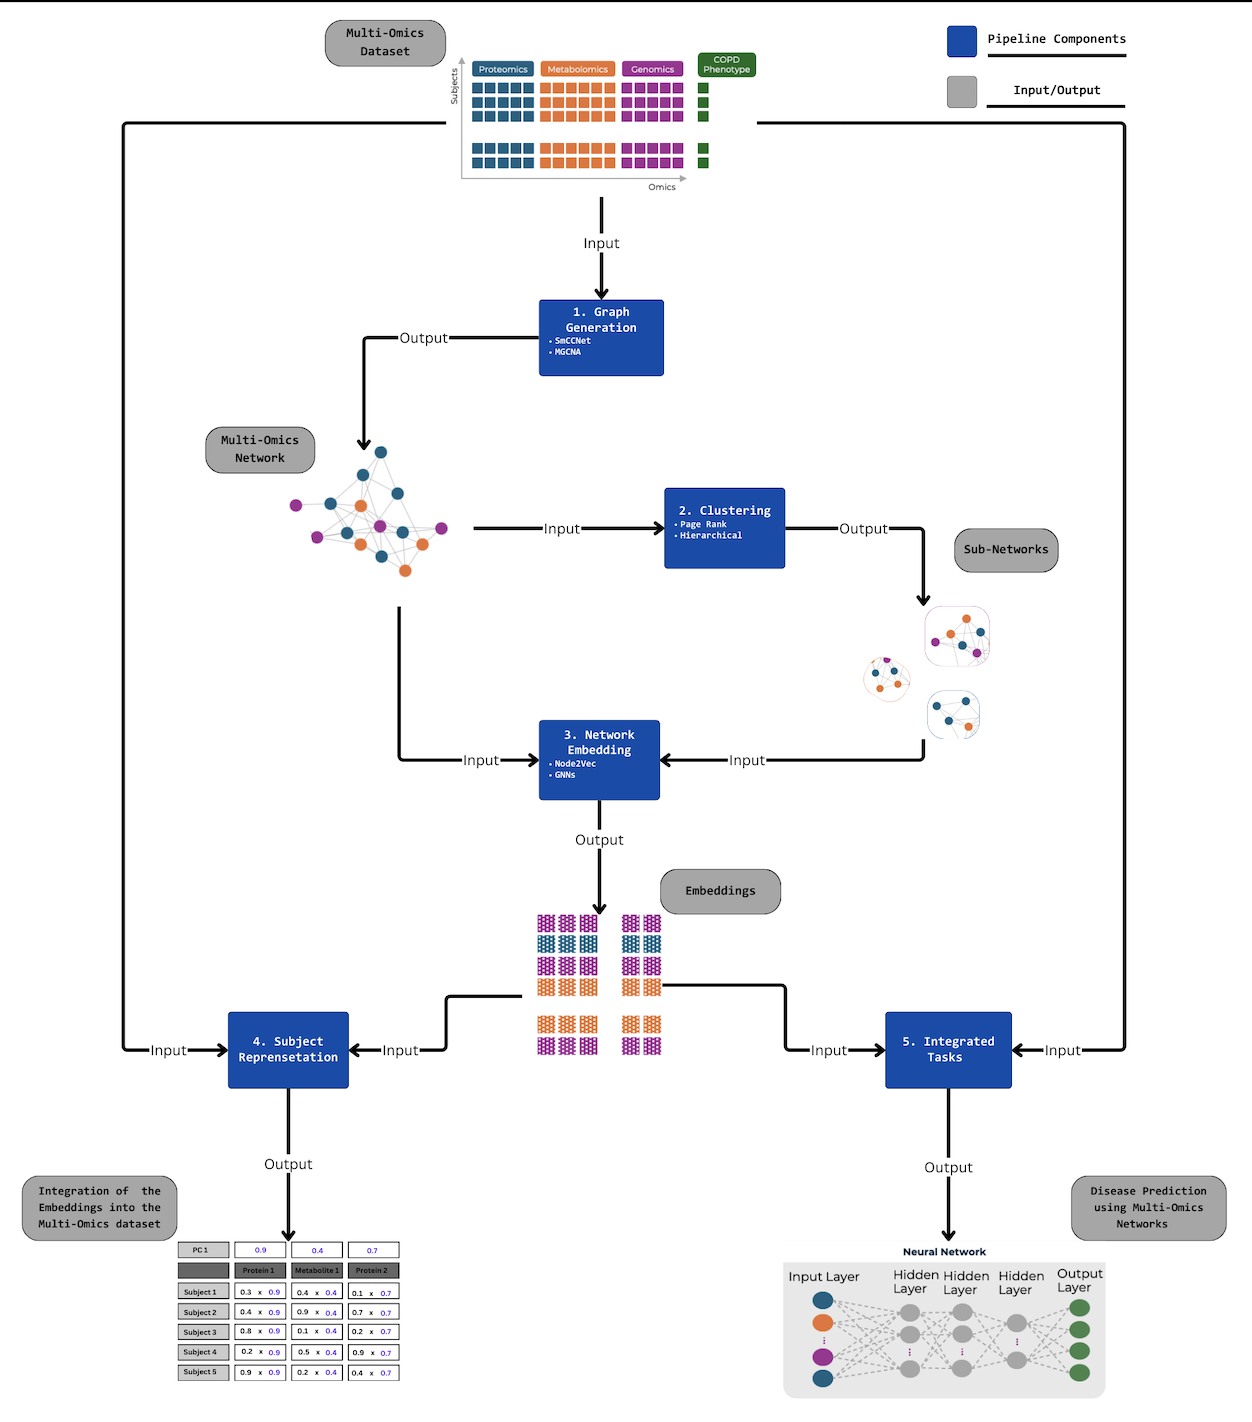 Multi-Omics
Dataset
Pipeline Components
Input/Output
Proteomics
Metabolomics
Genomics
COPD
Phenotype
Subjects
Omics
Input
1. Graph
Generation
• SmCCNet
• MGCNA
Output
Multi-Omics
Network
Input
2. Clustering
• Page Rank
• Hierarchical
Output
Sub-Networks
3. Network
Embedding
• Node2Vec
• GNNs
Input
Input
Output
Embeddings
4. Subject
Reprensetation
Input
Input
5. Integrated
Tasks
Input
Input
Output
Output
Integration of the
Embeddings into the
Multi-Omics dataset
Disease Prediction
using Multi-Omics
Networks
PC 1 0.9 0.4 0.7
Protein 1 Metabolite 1 Protein 2
Subject 1 0.3 x 0.9 0.4 x 0.4 0.1 x 0.7
Subject 2 0.4 x 0.9 0.9 x 0.4 0.7 x 0.7
Subject 3 0.8 x 0.9 0.1 x 0.4 0.2 x 0.7
Subject 4 0.2 x 0.9 0.5 x 0.4 0.9 x 0.7
Subject 5 0.9 x 0.9 0.2 x 0.4 0.4 x 0.7
Neural Network
Input Layer
Hidden
Layer
Hidden
Layer
Hidden
Layer
Output
Layer